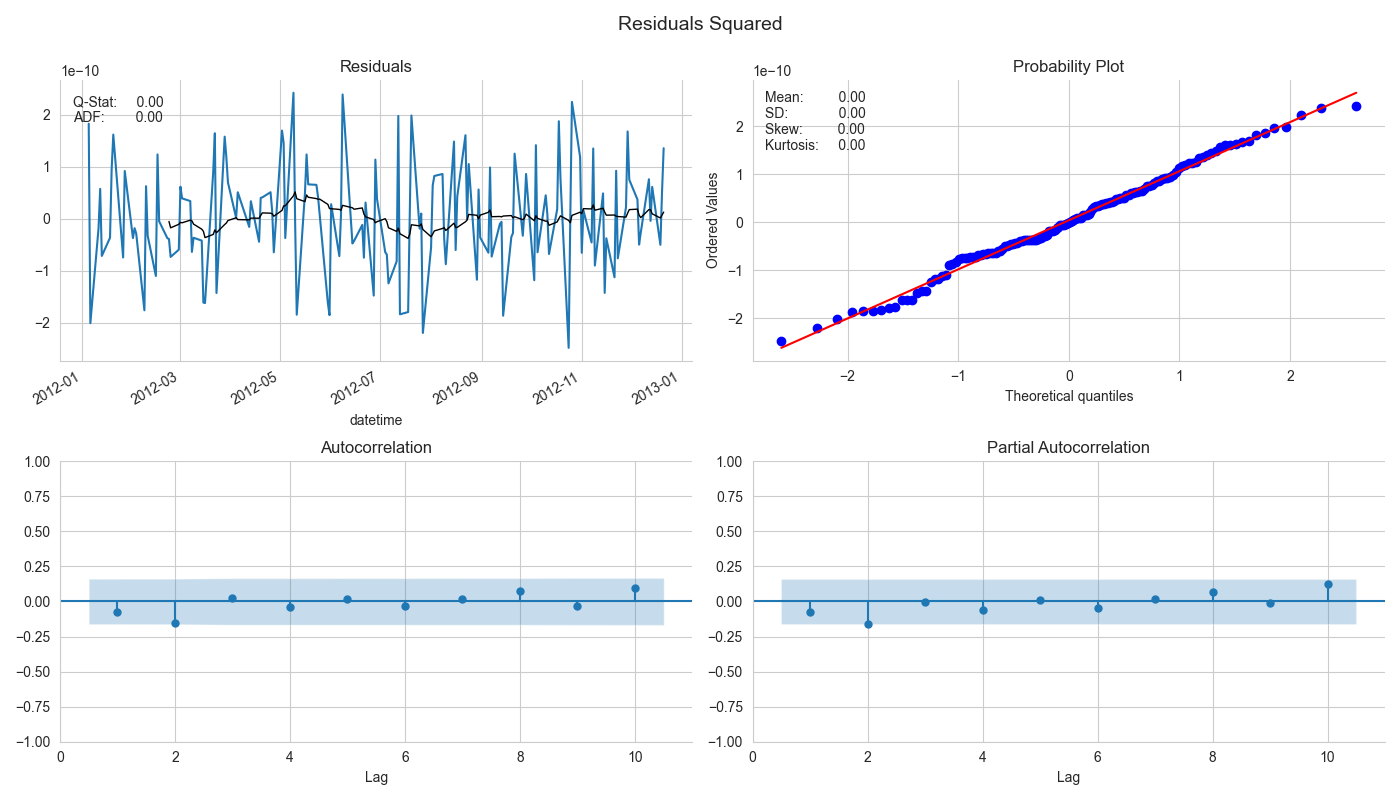 Residuals Squared
Residuals
1e−10
Q-Stat: 0.00
ADF: 0.00
2
1
0
−1
−2
2012-01
2012-03
2012-05
2012-07
2012-09
2012-11
2013-01
datetime
Probability Plot
1e−10
Mean: 0.00
SD: 0.00
Skew: 0.00
Kurtosis: 0.00
Ordered Values
2
1
0
−1
−2
−2 −1 0 1 2
Theoretical quantiles
Autocorrelation
1.00
0.75
0.50
0.25
0.00
−0.25
−0.50
−0.75
−1.00
0 2 4 6 8 10
Lag
Partial Autocorrelation
1.00
0.75
0.50
0.25
0.00
−0.25
−0.50
−0.75
−1.00
0 2 4 6 8 10
Lag